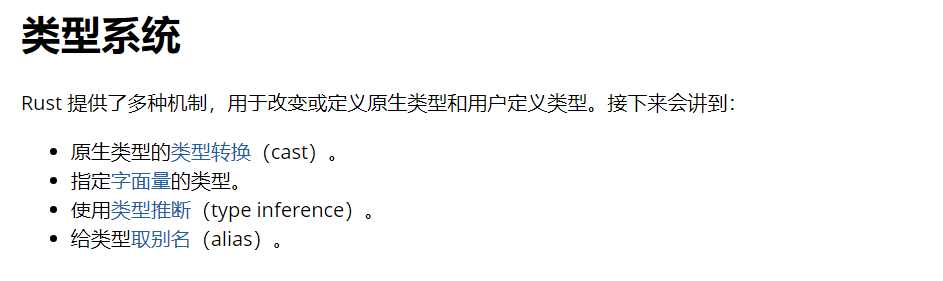 类型系统
Rust 提供了多种机制，用于改变或定义原生类型和用户定义类型。接下来会讲到：
原生类型的类型转换（cast）。
指定字面量的类型。
使用类型推断（type inference）。
给类型取别名（alias）。